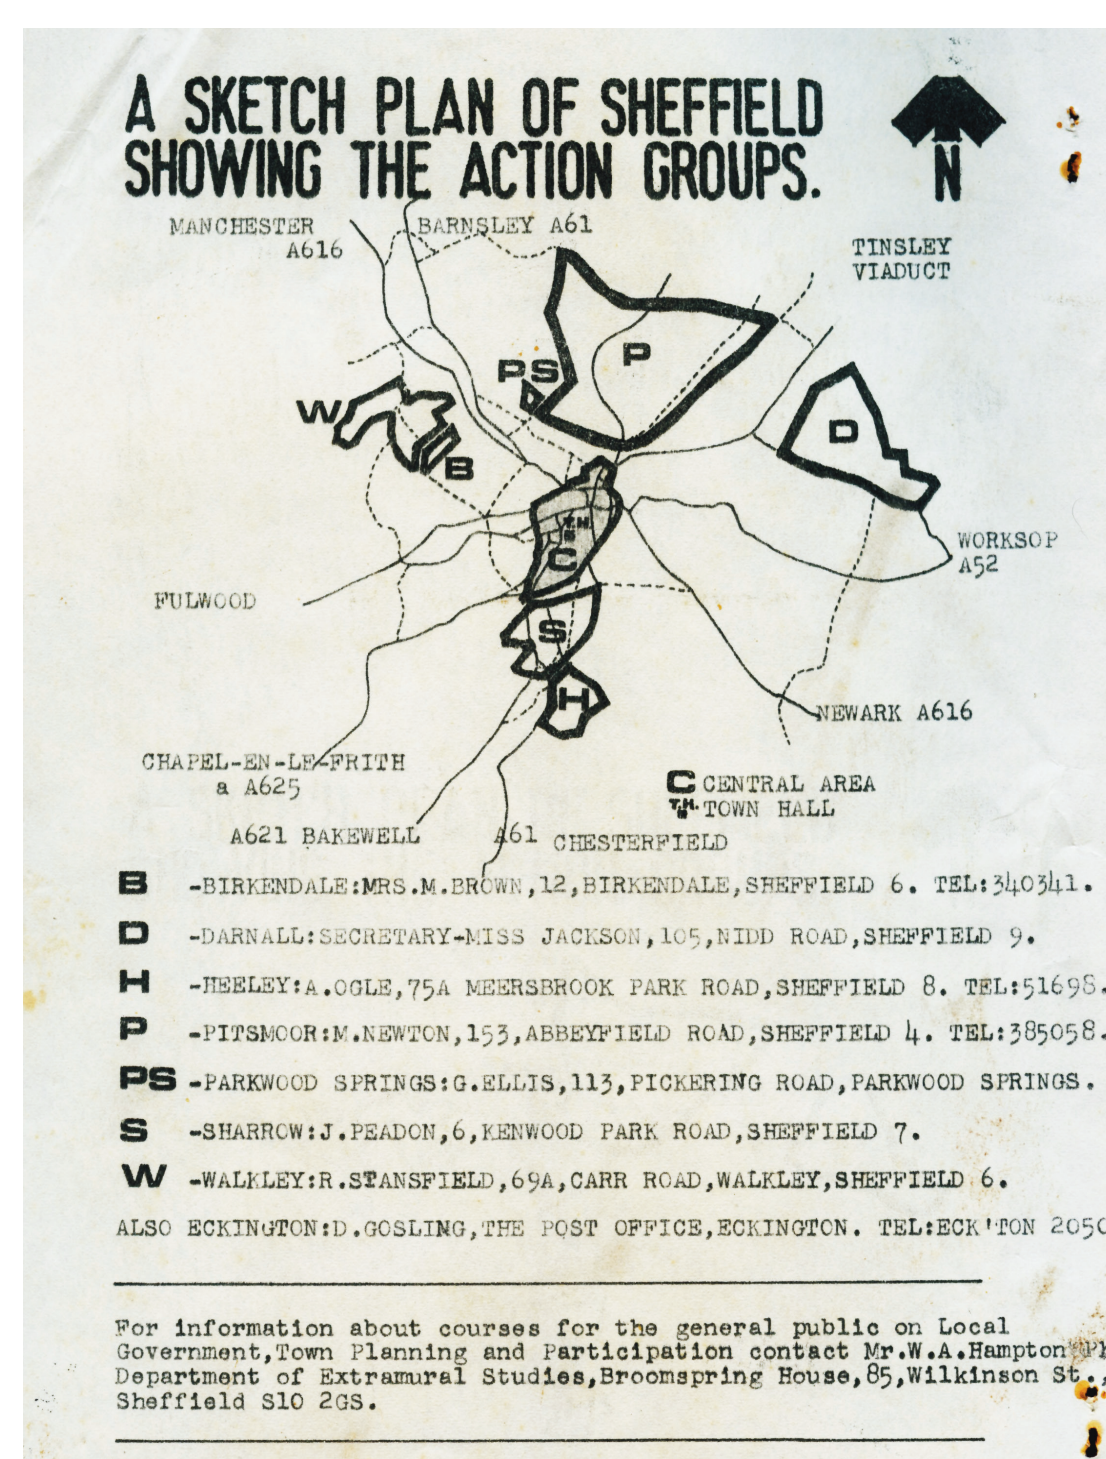 A SKETCH PLAN OF SHEFFIELD
SHOWING THE ACTION GROUPS.
N
MANCHESTER
A616
BARNSLEY A61
TINSLEY
VIADUCT
P
PS
W
D
B
T.H.
C
WORKSOP
A52
FULWOOD
S
H
NEWARK A616
CHAPEL-EN-LE-FRITH
a A625
C CENTRAL AREA
T.H. TOWN HALL
A621 BAKEWELL
A61 CHESTERFIELD
B -BIRKENDALE:MRS.M.BROWN,12,BIRKENDALE,SHEFFIELD 6. TEL:340341.
D -DARNALL:SECRETARY-MISS JACKSON,105,NIDD ROAD,SHEFFIELD 9.
H -HEELEY:A.OGLE,75A MEERSBROOK PARK ROAD,SHEFFIELD 8. TEL:51698.
P -PITSMOOR:M.NEWTON,153,ABBEYFIELD ROAD,SHEFFIELD 4. TEL:385058.
PS -PARKWOOD SPRINGS:G.ELLIS,113,PICKERING ROAD,PARKWOOD SPRINGS.
S -SHARROW:J.PEADON,6,KENWOOD PARK ROAD,SHEFFIELD 7.
W -WALKLEY:R.STANSFIELD,69A,CARR ROAD,WALKLEY,SHEFFIELD 6.
ALSO ECKINGTON:D.GOSLING,THE POST OFFICE,ECKINGTON. TEL:ECK'TON
For information about courses for the general public on Local
Government,Town Planning and Participation contact Mr.W.A.Hampton
Department of Extramural Studies,Broomspring House,85,Wilkinson St.,
Sheffield S10 2GS.